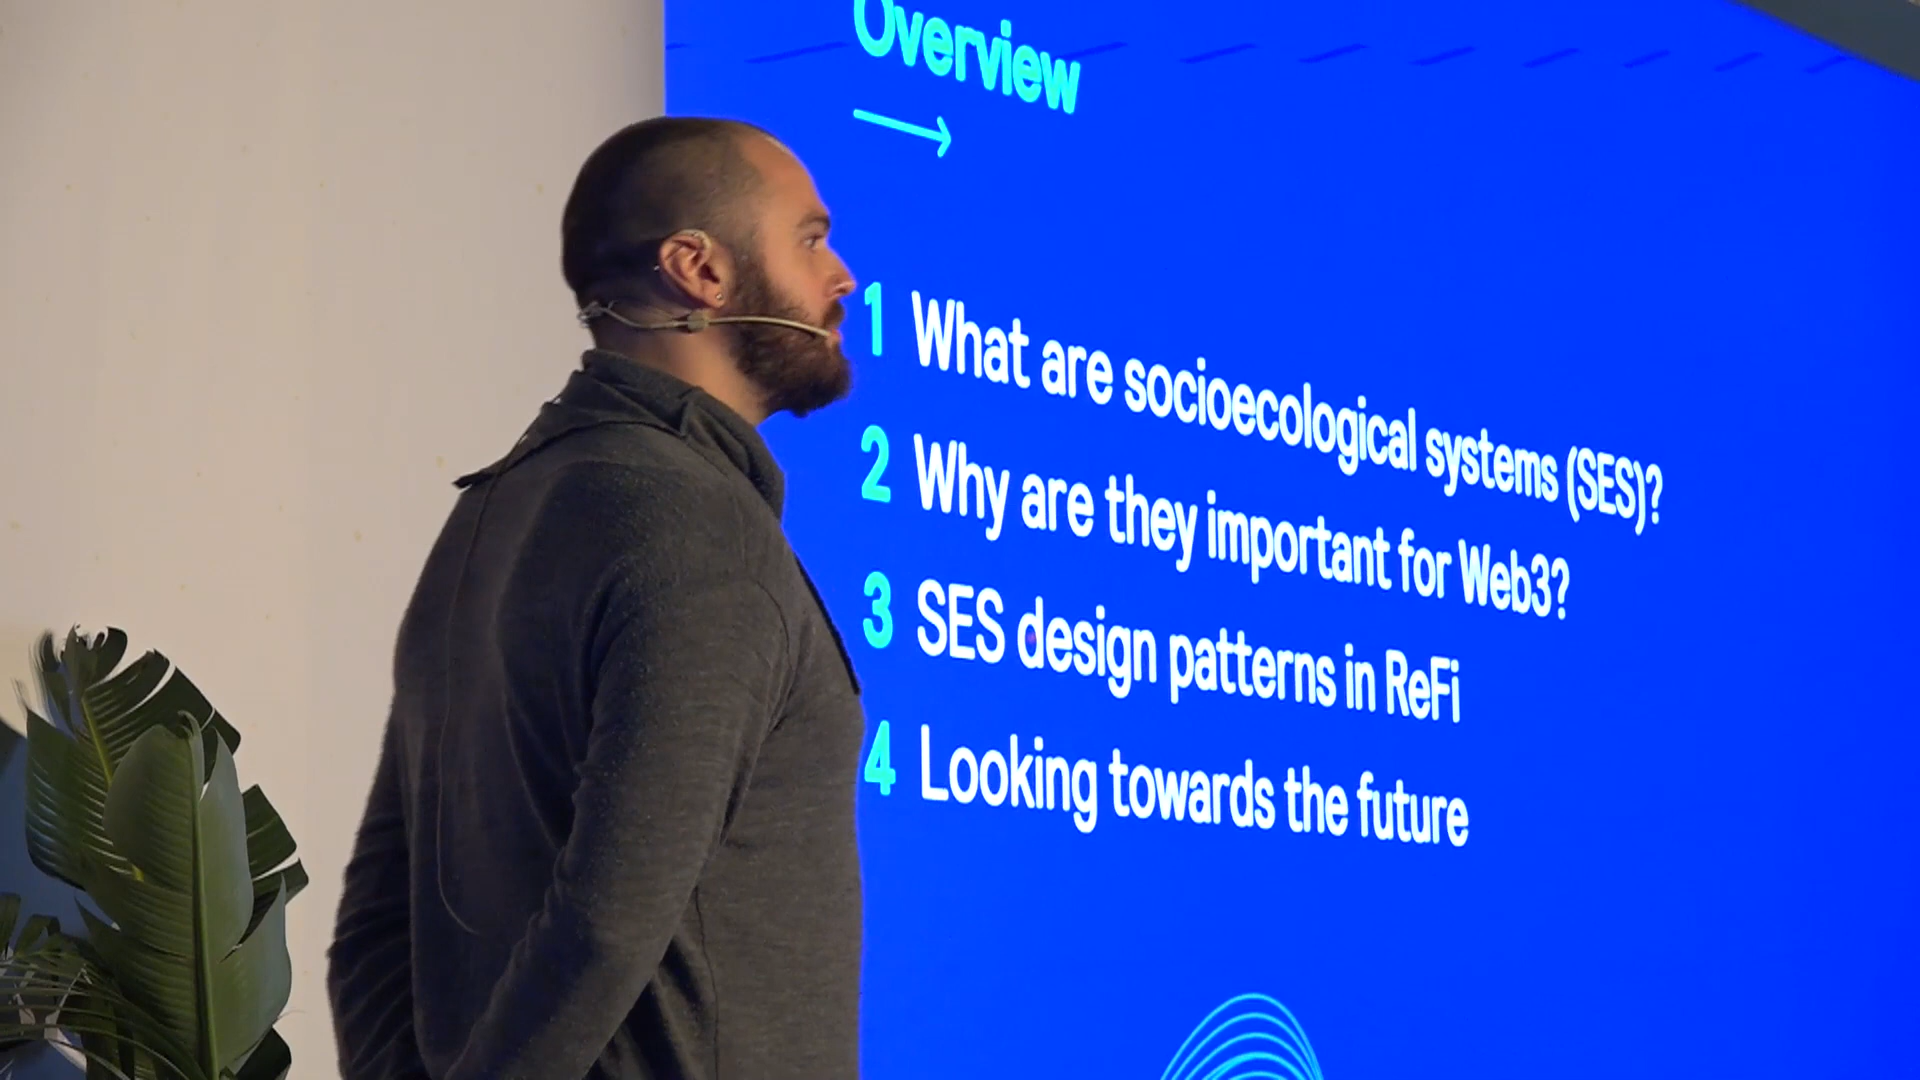 Overview
1 What are socioecological systems (SES)?
2 Why are they important for Web3?
3 SES design patterns in ReFi
4 Looking towards the future